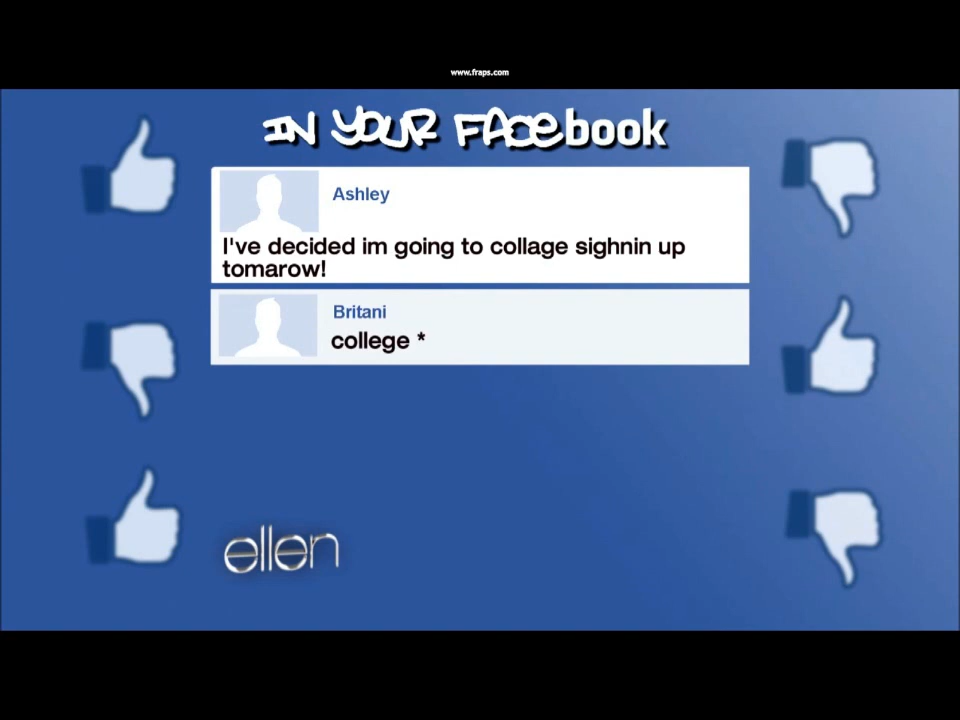 www.fraps.com
IN YOUR FACEbook
Ashley
I've decided im going to collage sighnin up
tomarow!
Britani
college *
ellen